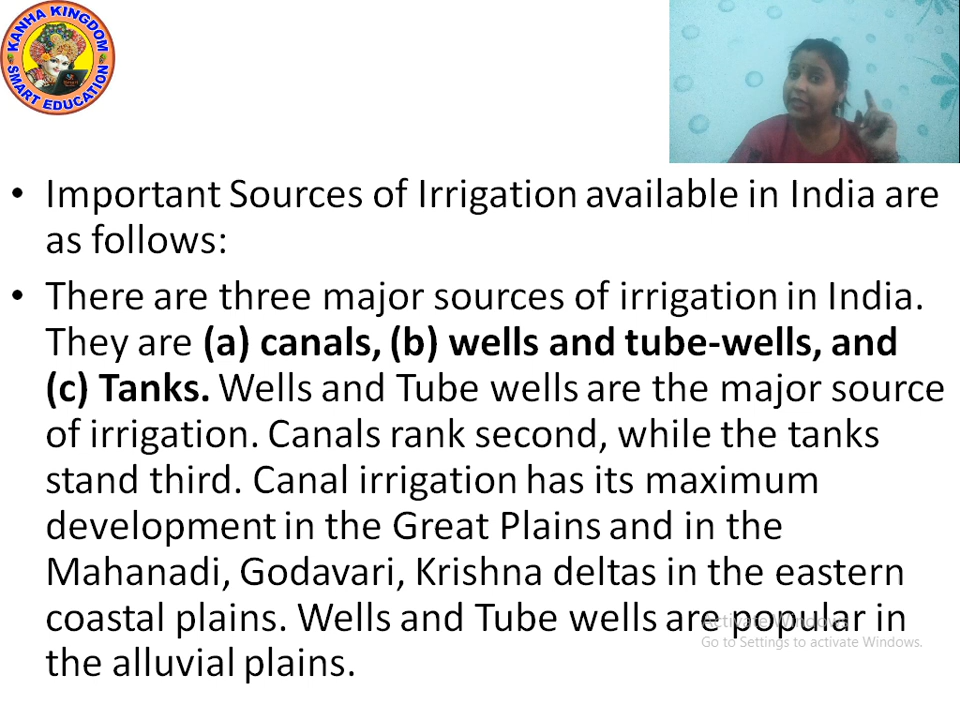 KANHA KINGDOM
SMART EDUCATION
• Important Sources of Irrigation available in India are
as follows:
• There are three major sources of irrigation in India.
They are (a) canals, (b) wells and tube-wells, and
(c) Tanks. Wells and Tube wells are the major source
of irrigation. Canals rank second, while the tanks
stand third. Canal irrigation has its maximum
development in the Great Plains and in the
Mahanadi, Godavari, Krishna deltas in the eastern
coastal plains. Wells and Tube wells are popular in
the alluvial plains.
Activate Windows
Go to Settings to activate Windows.